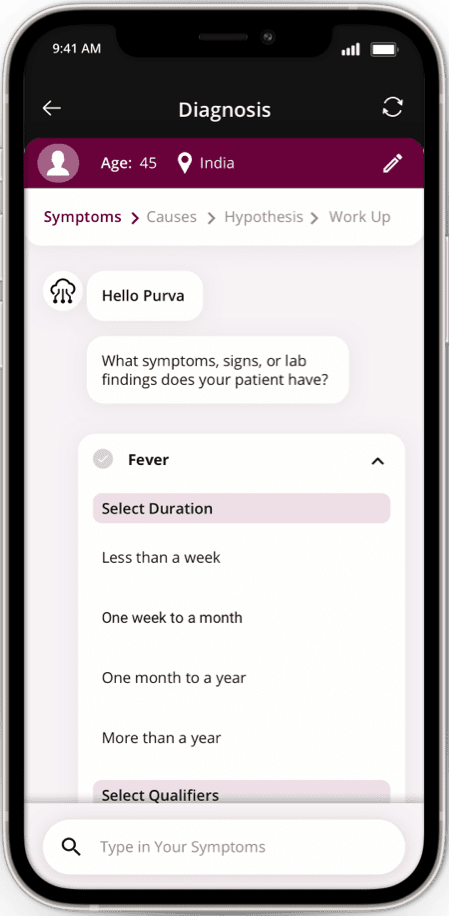 9:41 AM
Diagnosis
Age: 45 India
Symptoms Causes Hypothesis Work Up
Hello Purva
What symptoms, signs, or lab
findings does your patient have?
Fever
Select Duration
Less than a week
One week to a month
One month to a year
More than a year
Select Qualifiers
Type in Your Symptoms